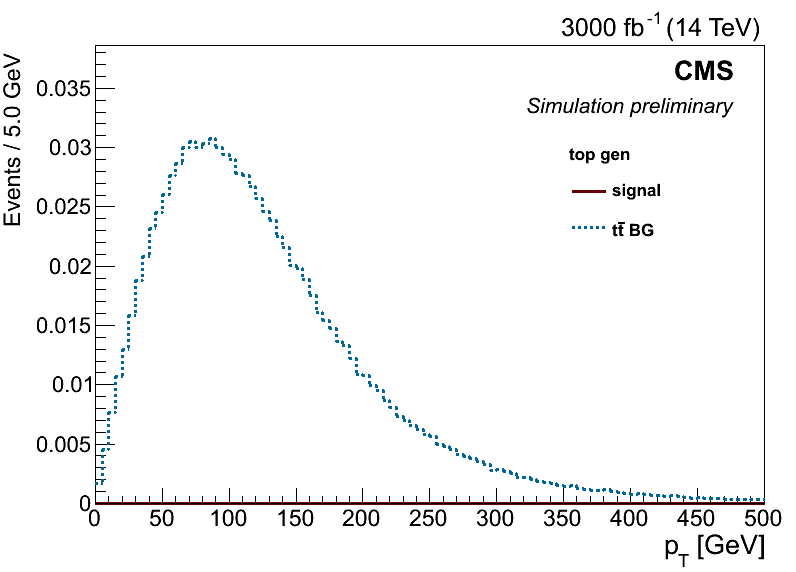 3000 fb⁻¹ (14 TeV)
CMS
Simulation preliminary
top gen
signal
tt̄ BG
Events / 5.0 GeV
0.035
0.03
0.025
0.02
0.015
0.01
0.005
0
0 50 100 150 200 250 300 350 400 450 500
p_T [GeV]